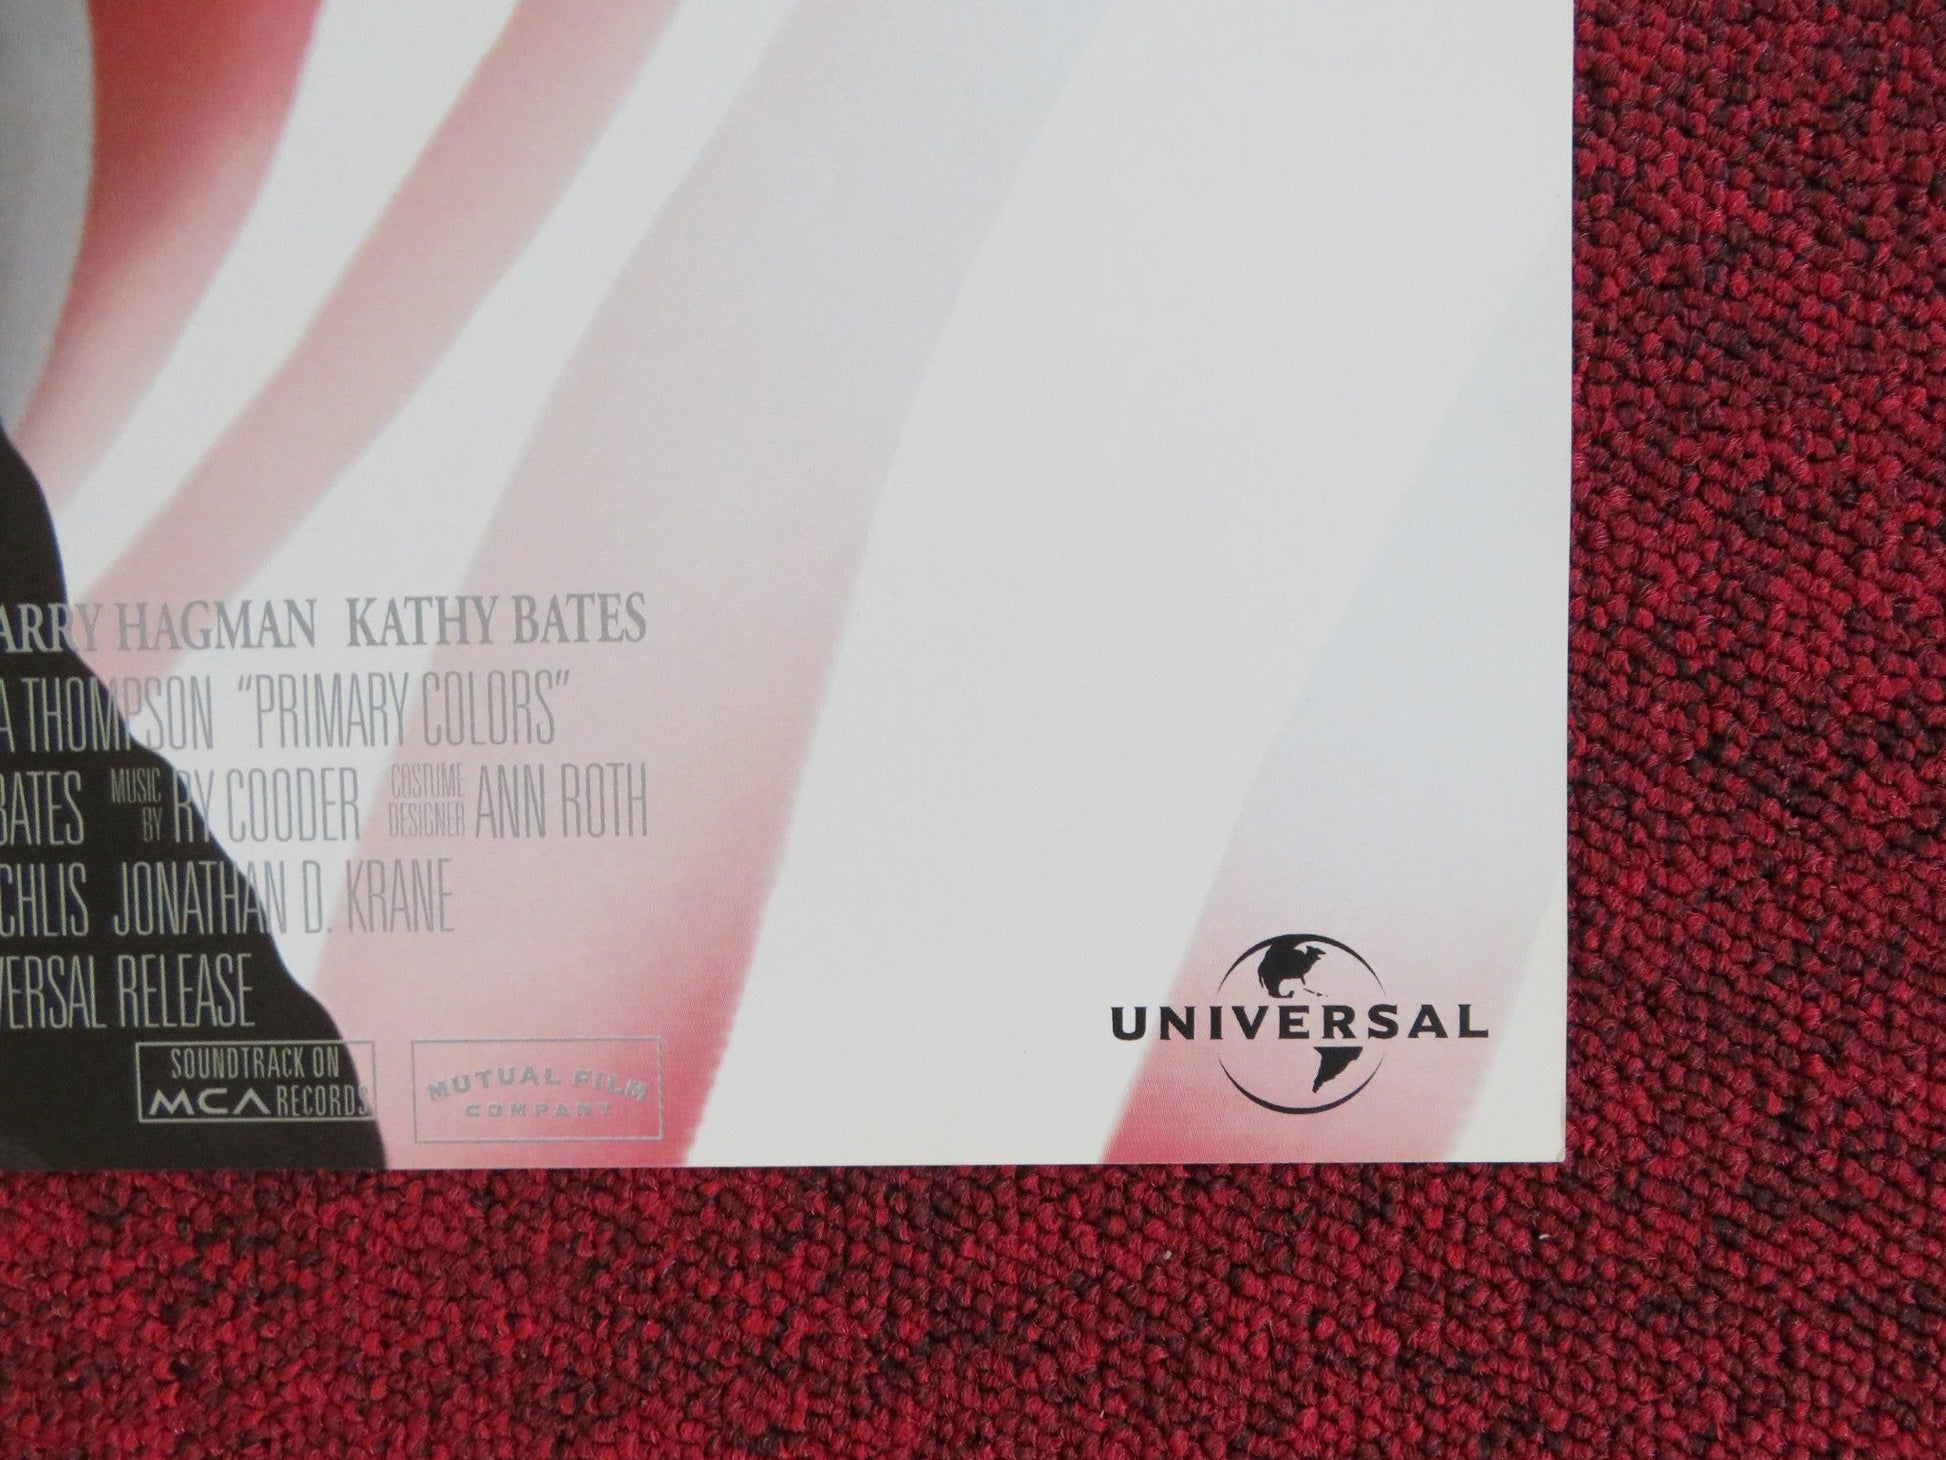 ARRY HAGMAN KATHY BATES
A THOMPSON "PRIMARY COLORS"
BATES MUSIC BY RY COODER COSTUME DESIGNER ANN ROTH
CHLIS JONATHAN D. KRANE
VERSAL RELEASE
SOUNDTRACK ON
MCA RECORDS
MUTUAL FILM
COMPANY
UNIVERSAL